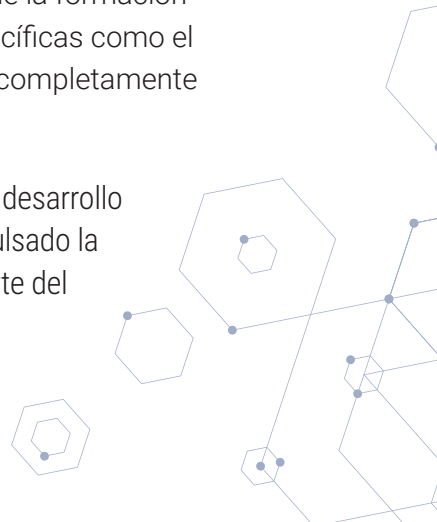 e la formación
cíficas como el
completamente
desarrollo
ulsado la
te del